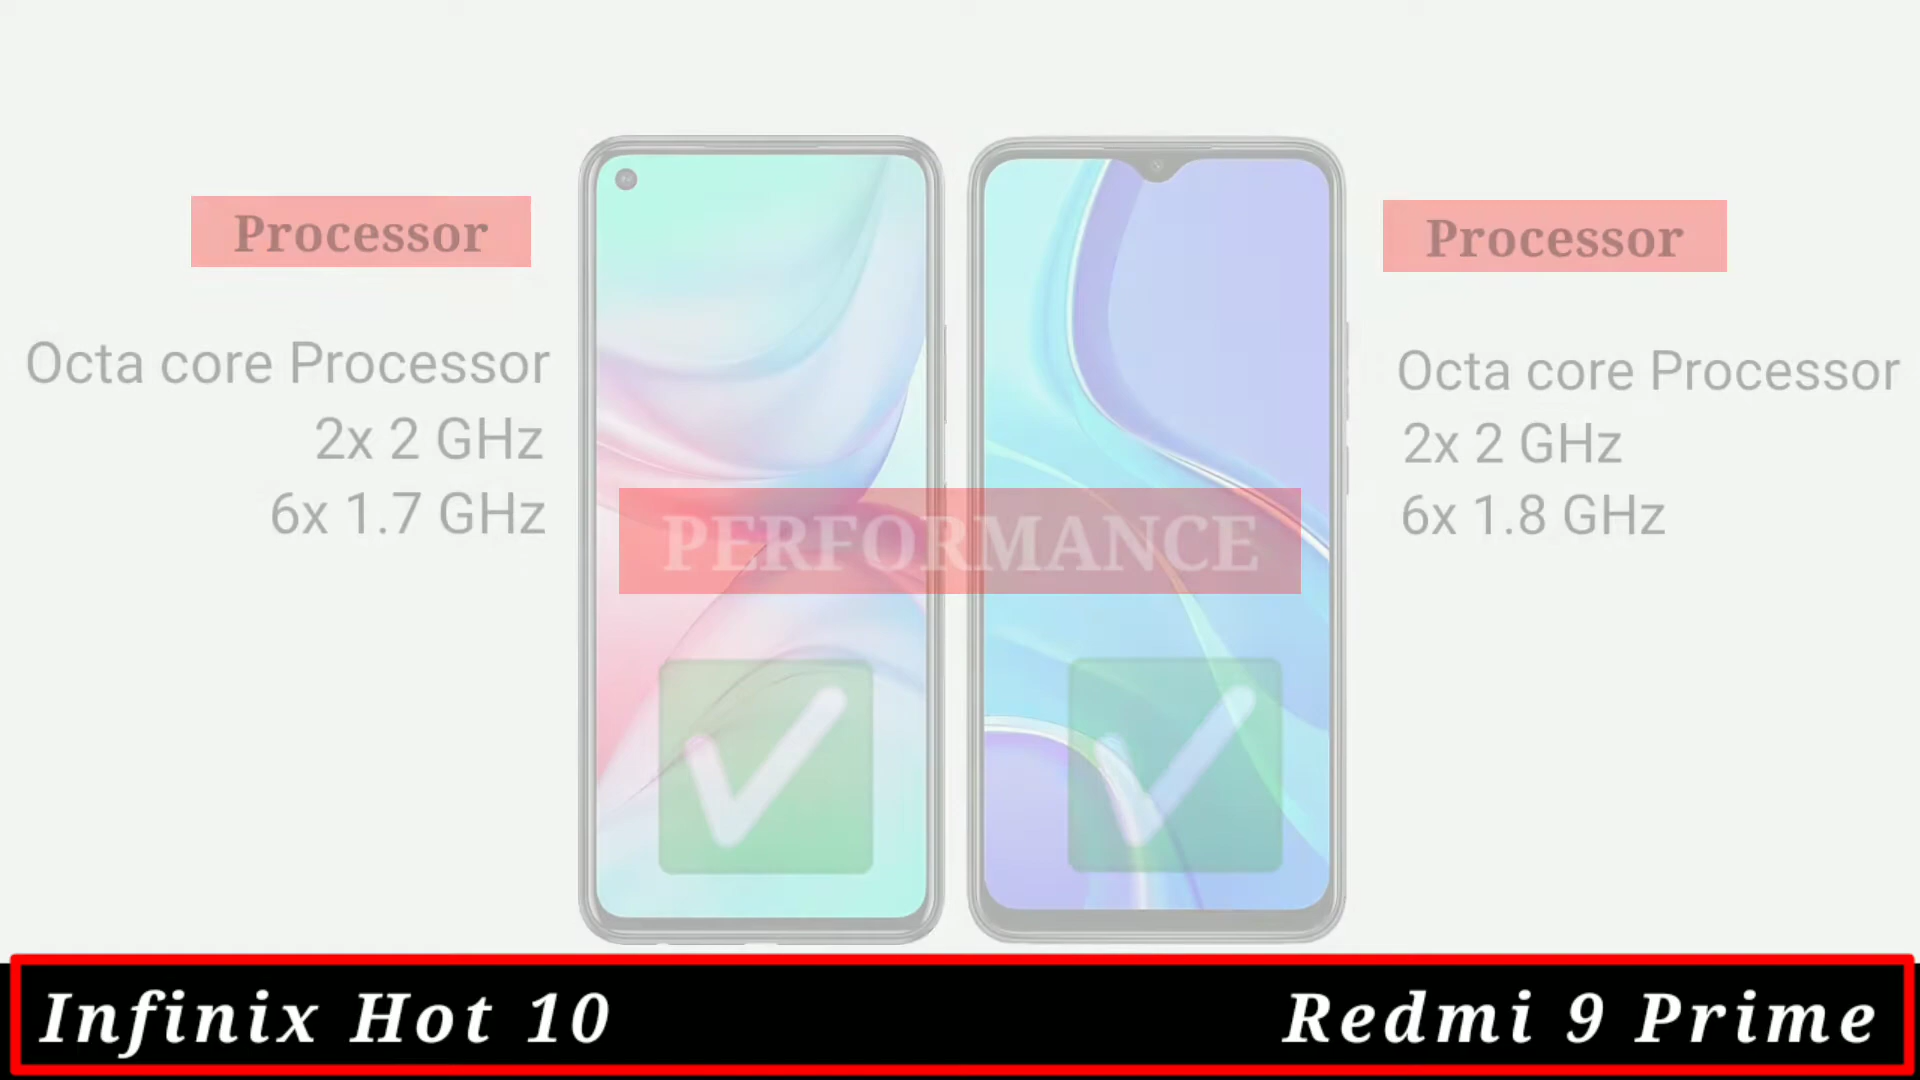 Processor
Octa core Processor
2x 2 GHz
6x 1.7 GHz
Processor
Octa core Processor
2x 2 GHz
6x 1.8 GHz
PERFORMANCE
Infinix Hot 10
Redmi 9 Prime